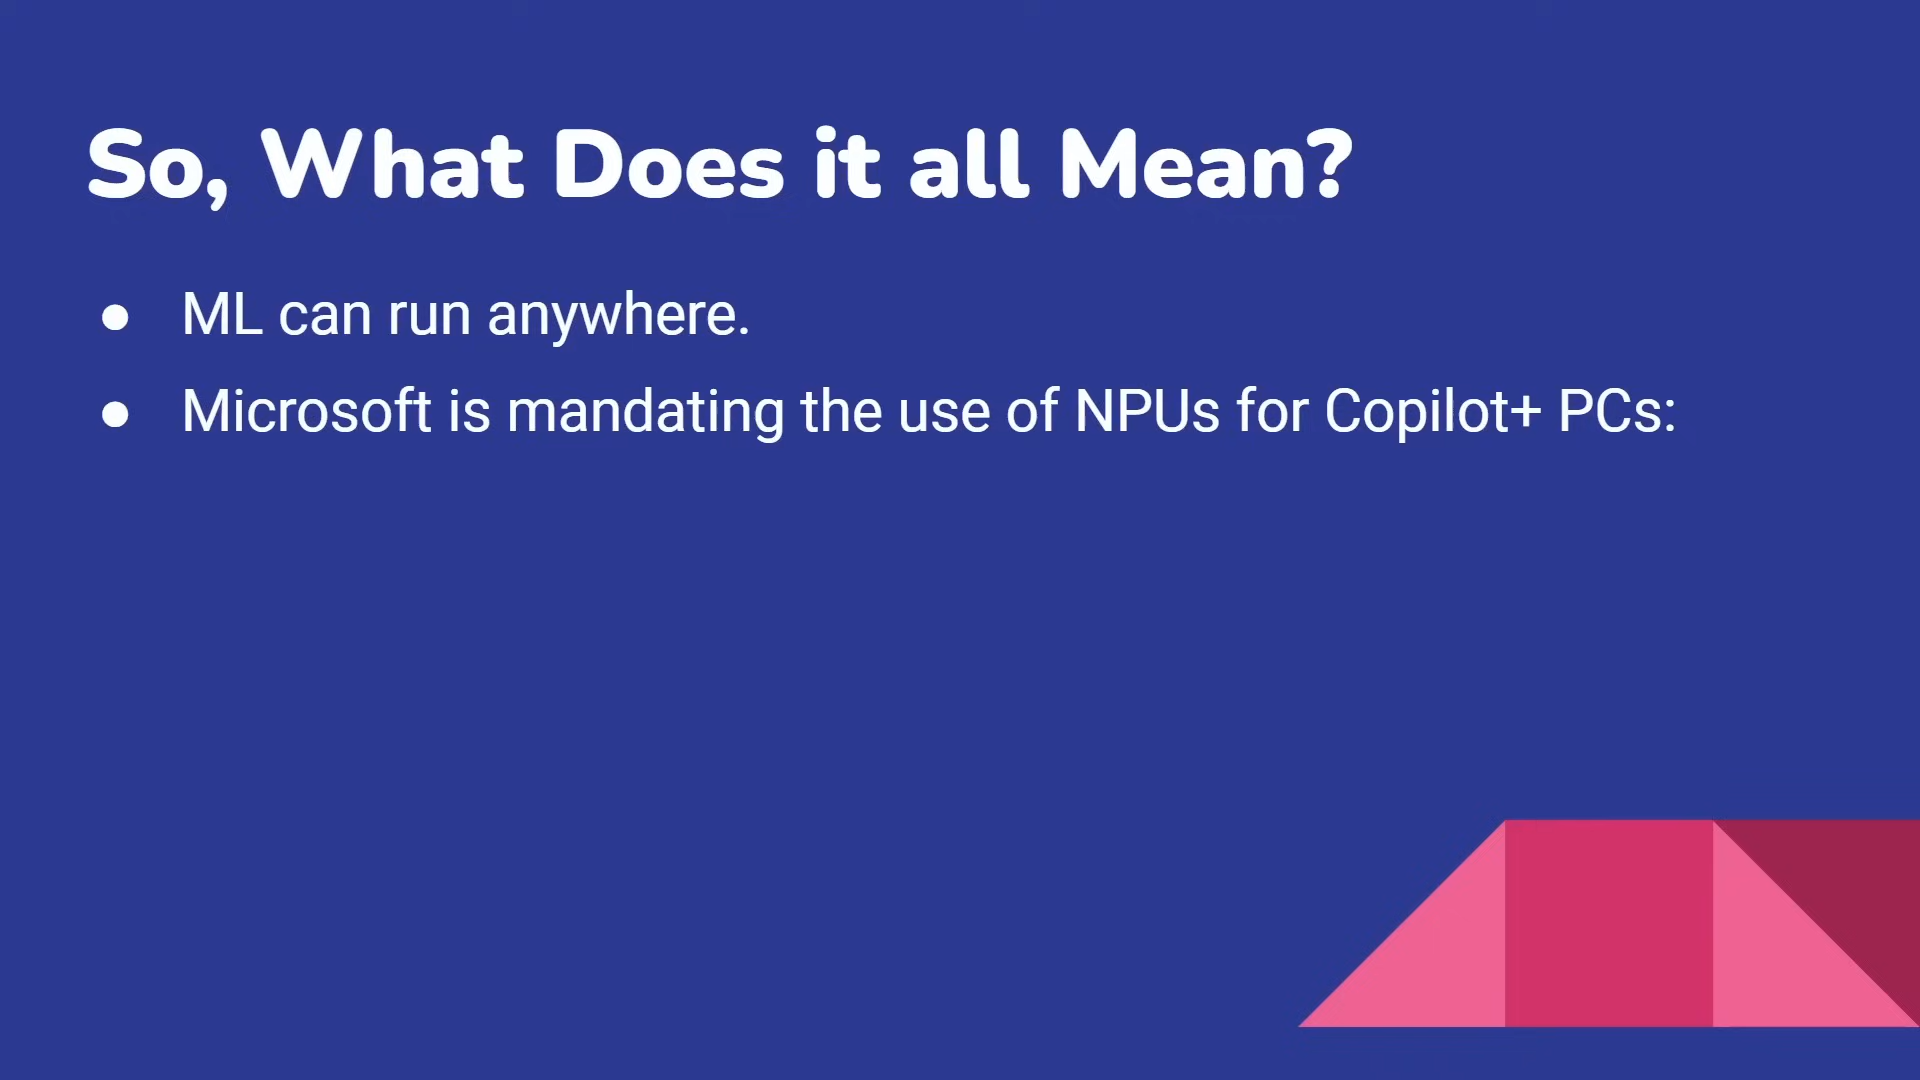 So, What Does it all Mean?
● ML can run anywhere.
● Microsoft is mandating the use of NPUs for Copilot+ PCs: